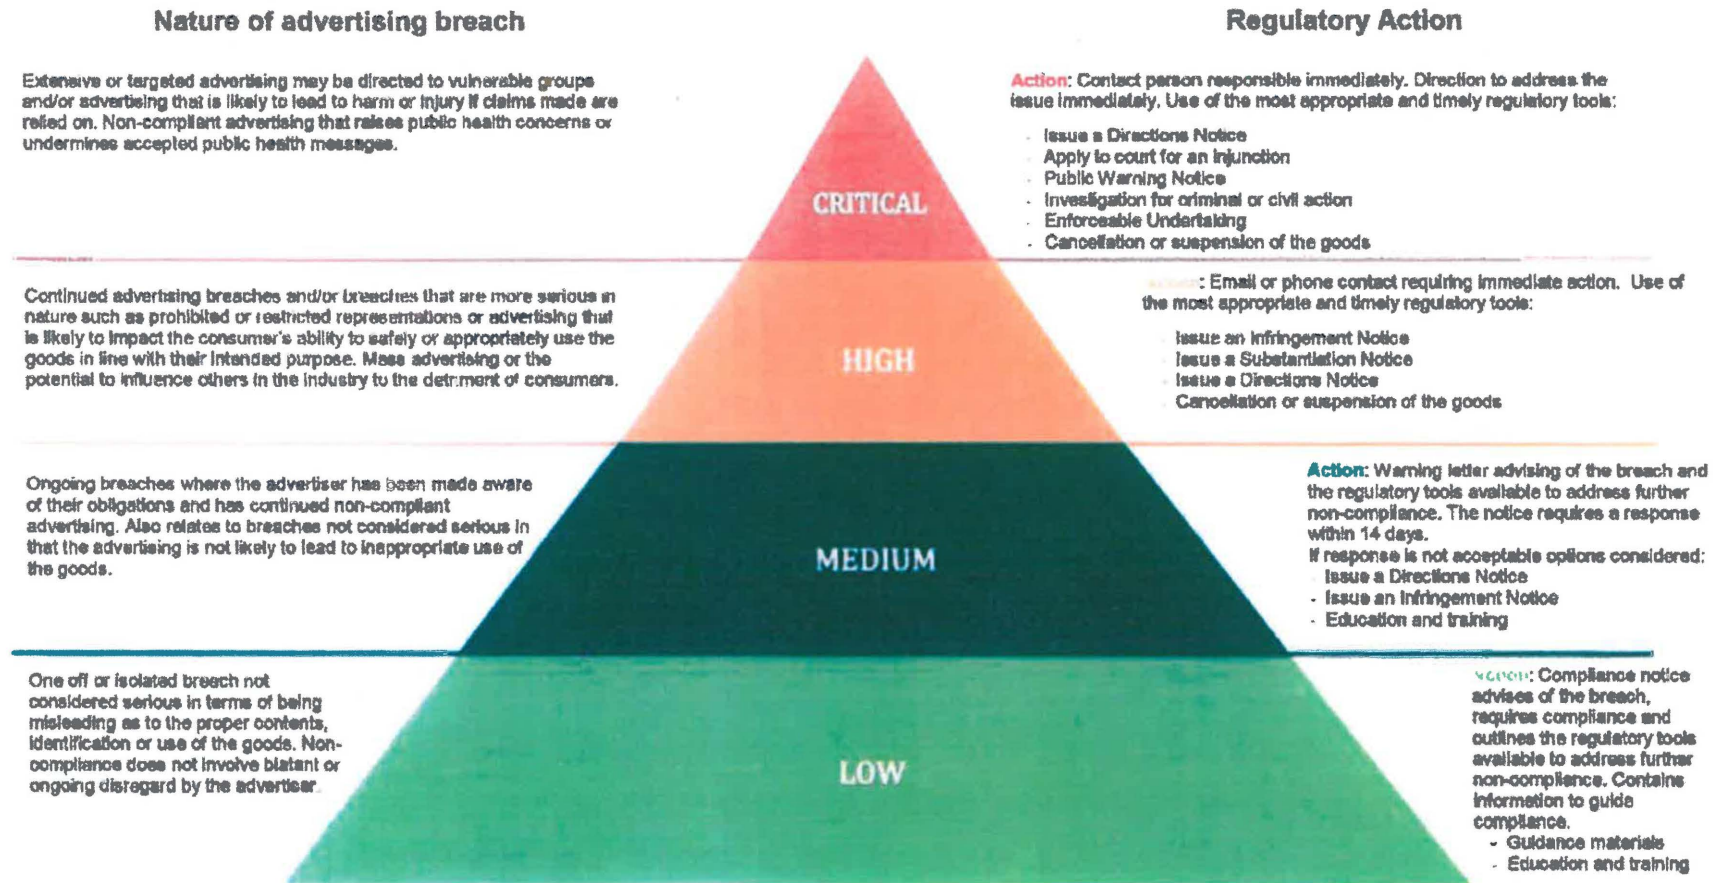 Nature of advertising breach
Regulatory Action
Extensive or targeted advertising may be directed to vulnerable groups
and/or advertising that is likely to lead to harm or injury if claims made are
relied on. Non-compliant advertising that raises public health concerns or
undermines accepted public health messages.
CRITICAL
Action: Contact person responsible immediately. Direction to address the
issue immediately. Use of the most appropriate and timely regulatory tools:
- Issue a Directions Notice
- Apply to court for an injunction
- Public Warning Notice
- Investigation for criminal or civil action
- Enforceable Undertaking
- Cancellation or suspension of the goods
Continued advertising breaches and/or breaches that are more serious in
nature such as prohibited or restricted representations or advertising that
is likely to impact the consumer's ability to safely or appropriately use the
goods in line with their intended purpose. Mass advertising or the
potential to influence others in the industry to the detriment of consumers.
HIGH
: Email or phone contact requiring immediate action. Use of
the most appropriate and timely regulatory tools:
- Issue an Infringement Notice
- Issue a Substantiation Notice
- Issue a Directions Notice
- Cancellation or suspension of the goods
Ongoing breaches where the advertiser has been made aware
of their obligations and has continued non-compliant
advertising. Also relates to breaches not considered serious in
that the advertising is not likely to lead to inappropriate use of
the goods.
MEDIUM
Action: Warning letter advising of the breach and
the regulatory tools available to address further
non-compliance. The notice requires a response
within 14 days.
If response is not acceptable options considered:
- Issue a Directions Notice
- Issue an Infringement Notice
- Education and training
One off or isolated breach not
considered serious in terms of being
misleading as to the proper contents,
identification or use of the goods. Non-
compliance does not involve blatant or
ongoing disregard by the advertiser.
LOW
Action: Compliance notice
advises of the breach,
requires compliance and
outlines the regulatory tools
available to address further
non-compliance. Contains
information to guide
compliance.
- Guidance materials
- Education and training